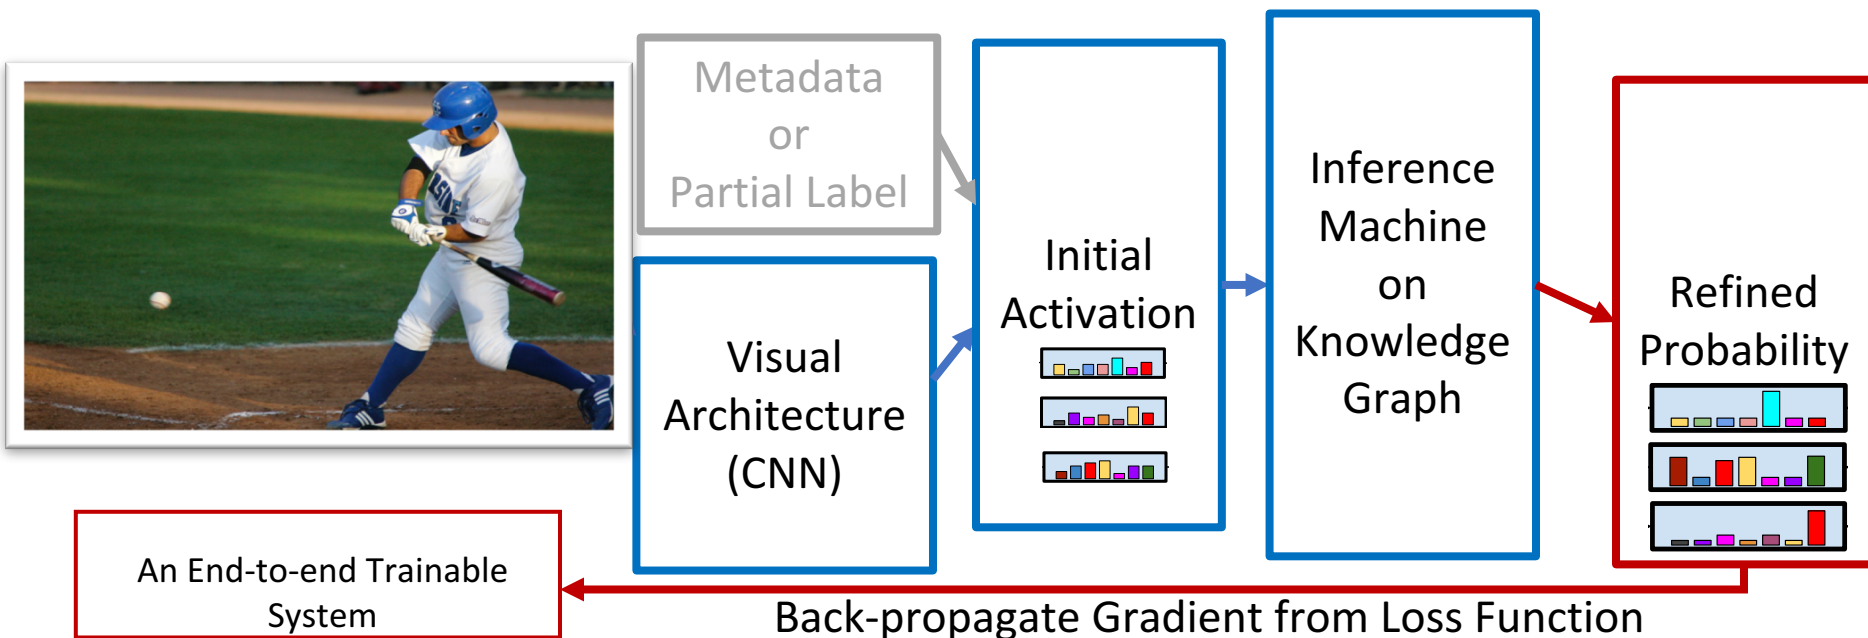 Metadata
or
Partial Label
Visual
Architecture
(CNN)
Initial
Activation
Inference
Machine
on
Knowledge
Graph
Refined
Probability
An End-to-end Trainable
System
Back-propagate Gradient from Loss Function